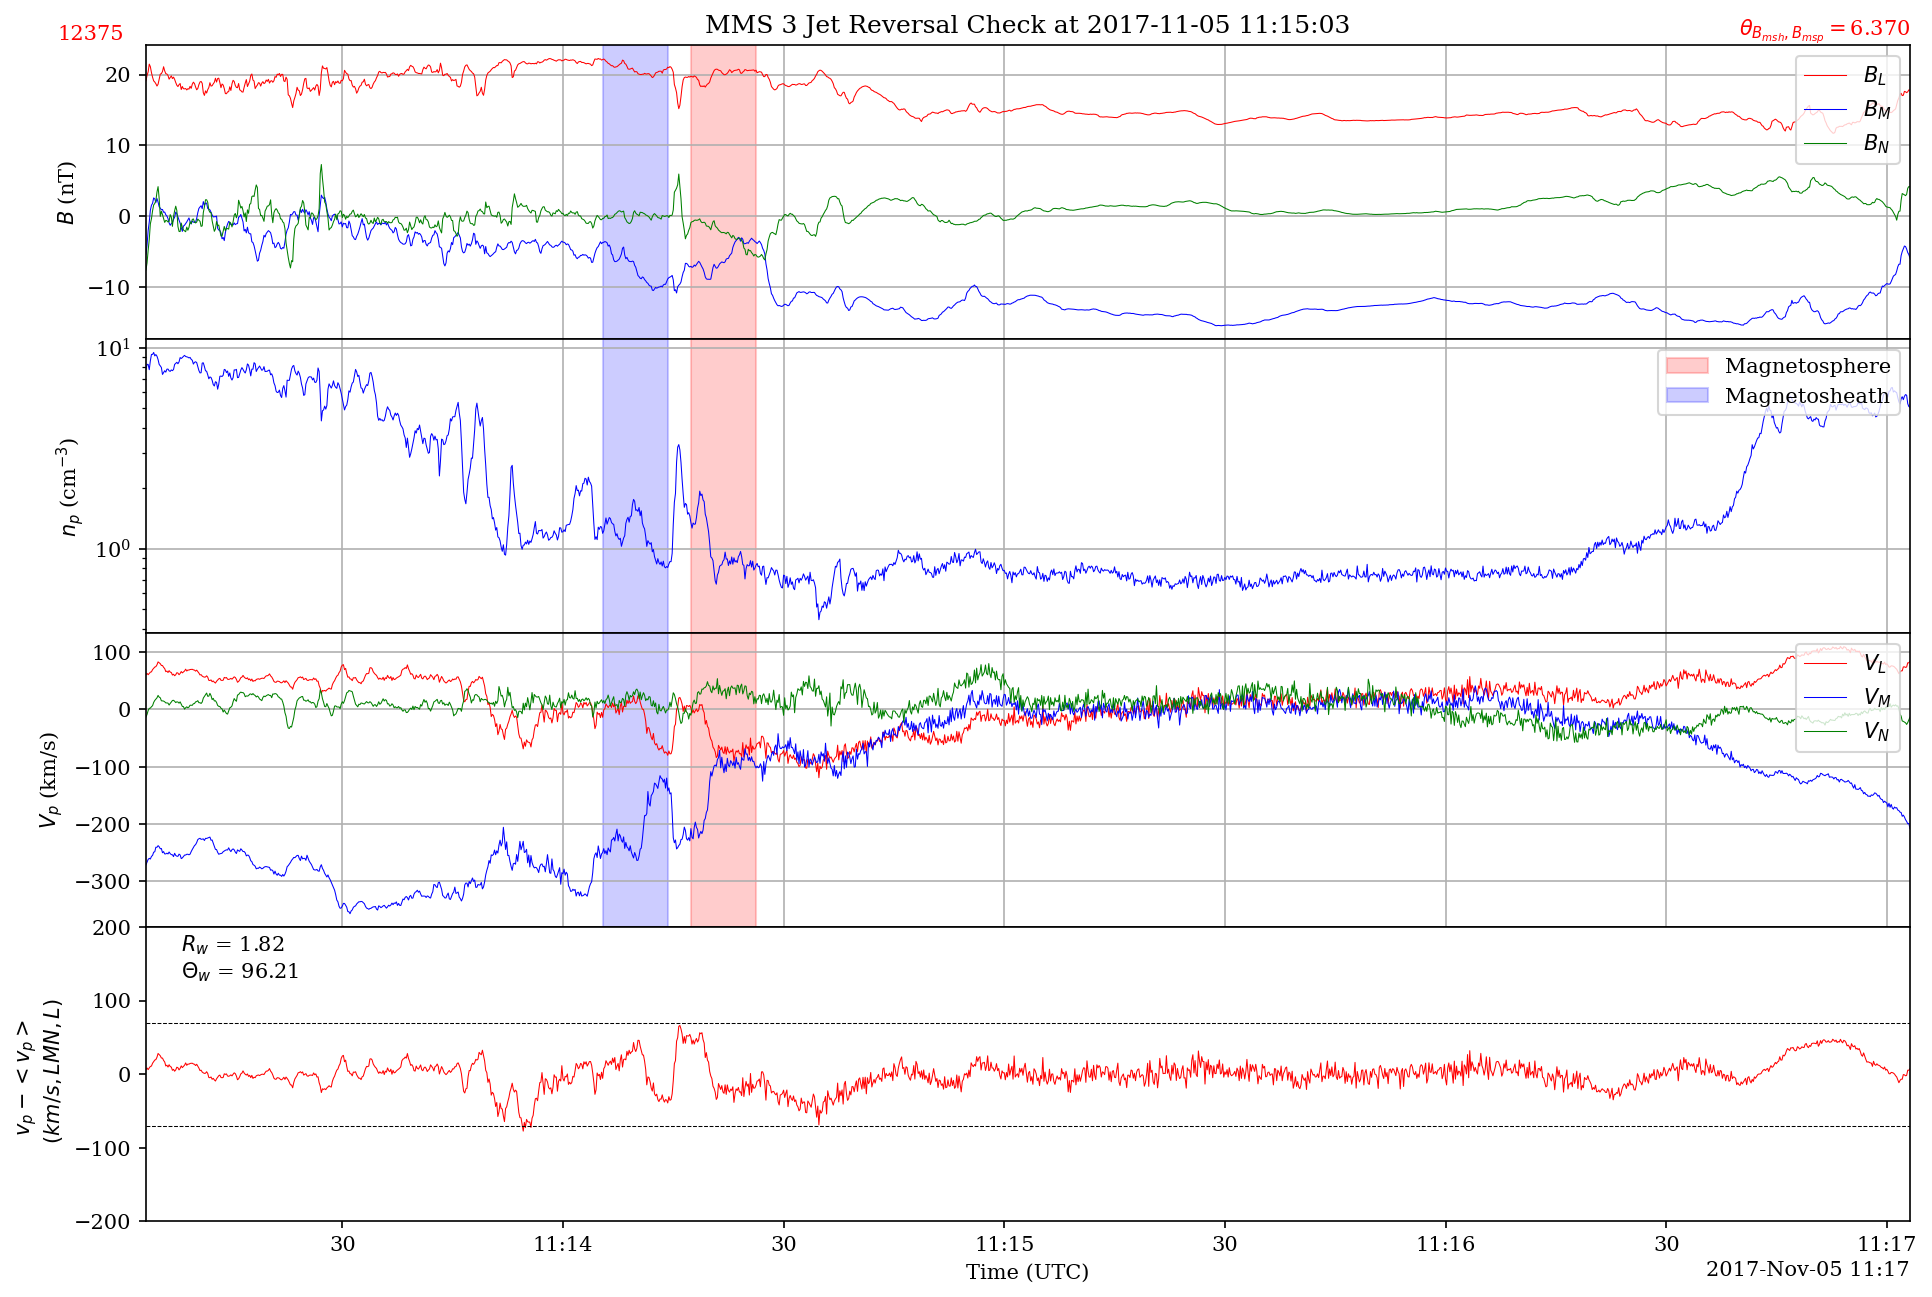 12375
MMS 3 Jet Reversal Check at 2017-11-05 11:15:03
θ_{B_{msh}, B_{msp}} = 6.370
20
10
0
−10
B (nT)
B_L
B_M
B_N
10^1
10^0
n_p (cm^{−3})
Magnetosphere
Magnetosheath
100
0
−100
−200
−300
V_p (km/s)
V_L
V_M
V_N
200
100
0
−100
−200
v_p − < v_p >
(km/s, LMN, L)
R_w = 1.82
Θ_w = 96.21
30
11:14
30
11:15
30
11:16
30
11:17
Time (UTC)
2017-Nov-05 11:17